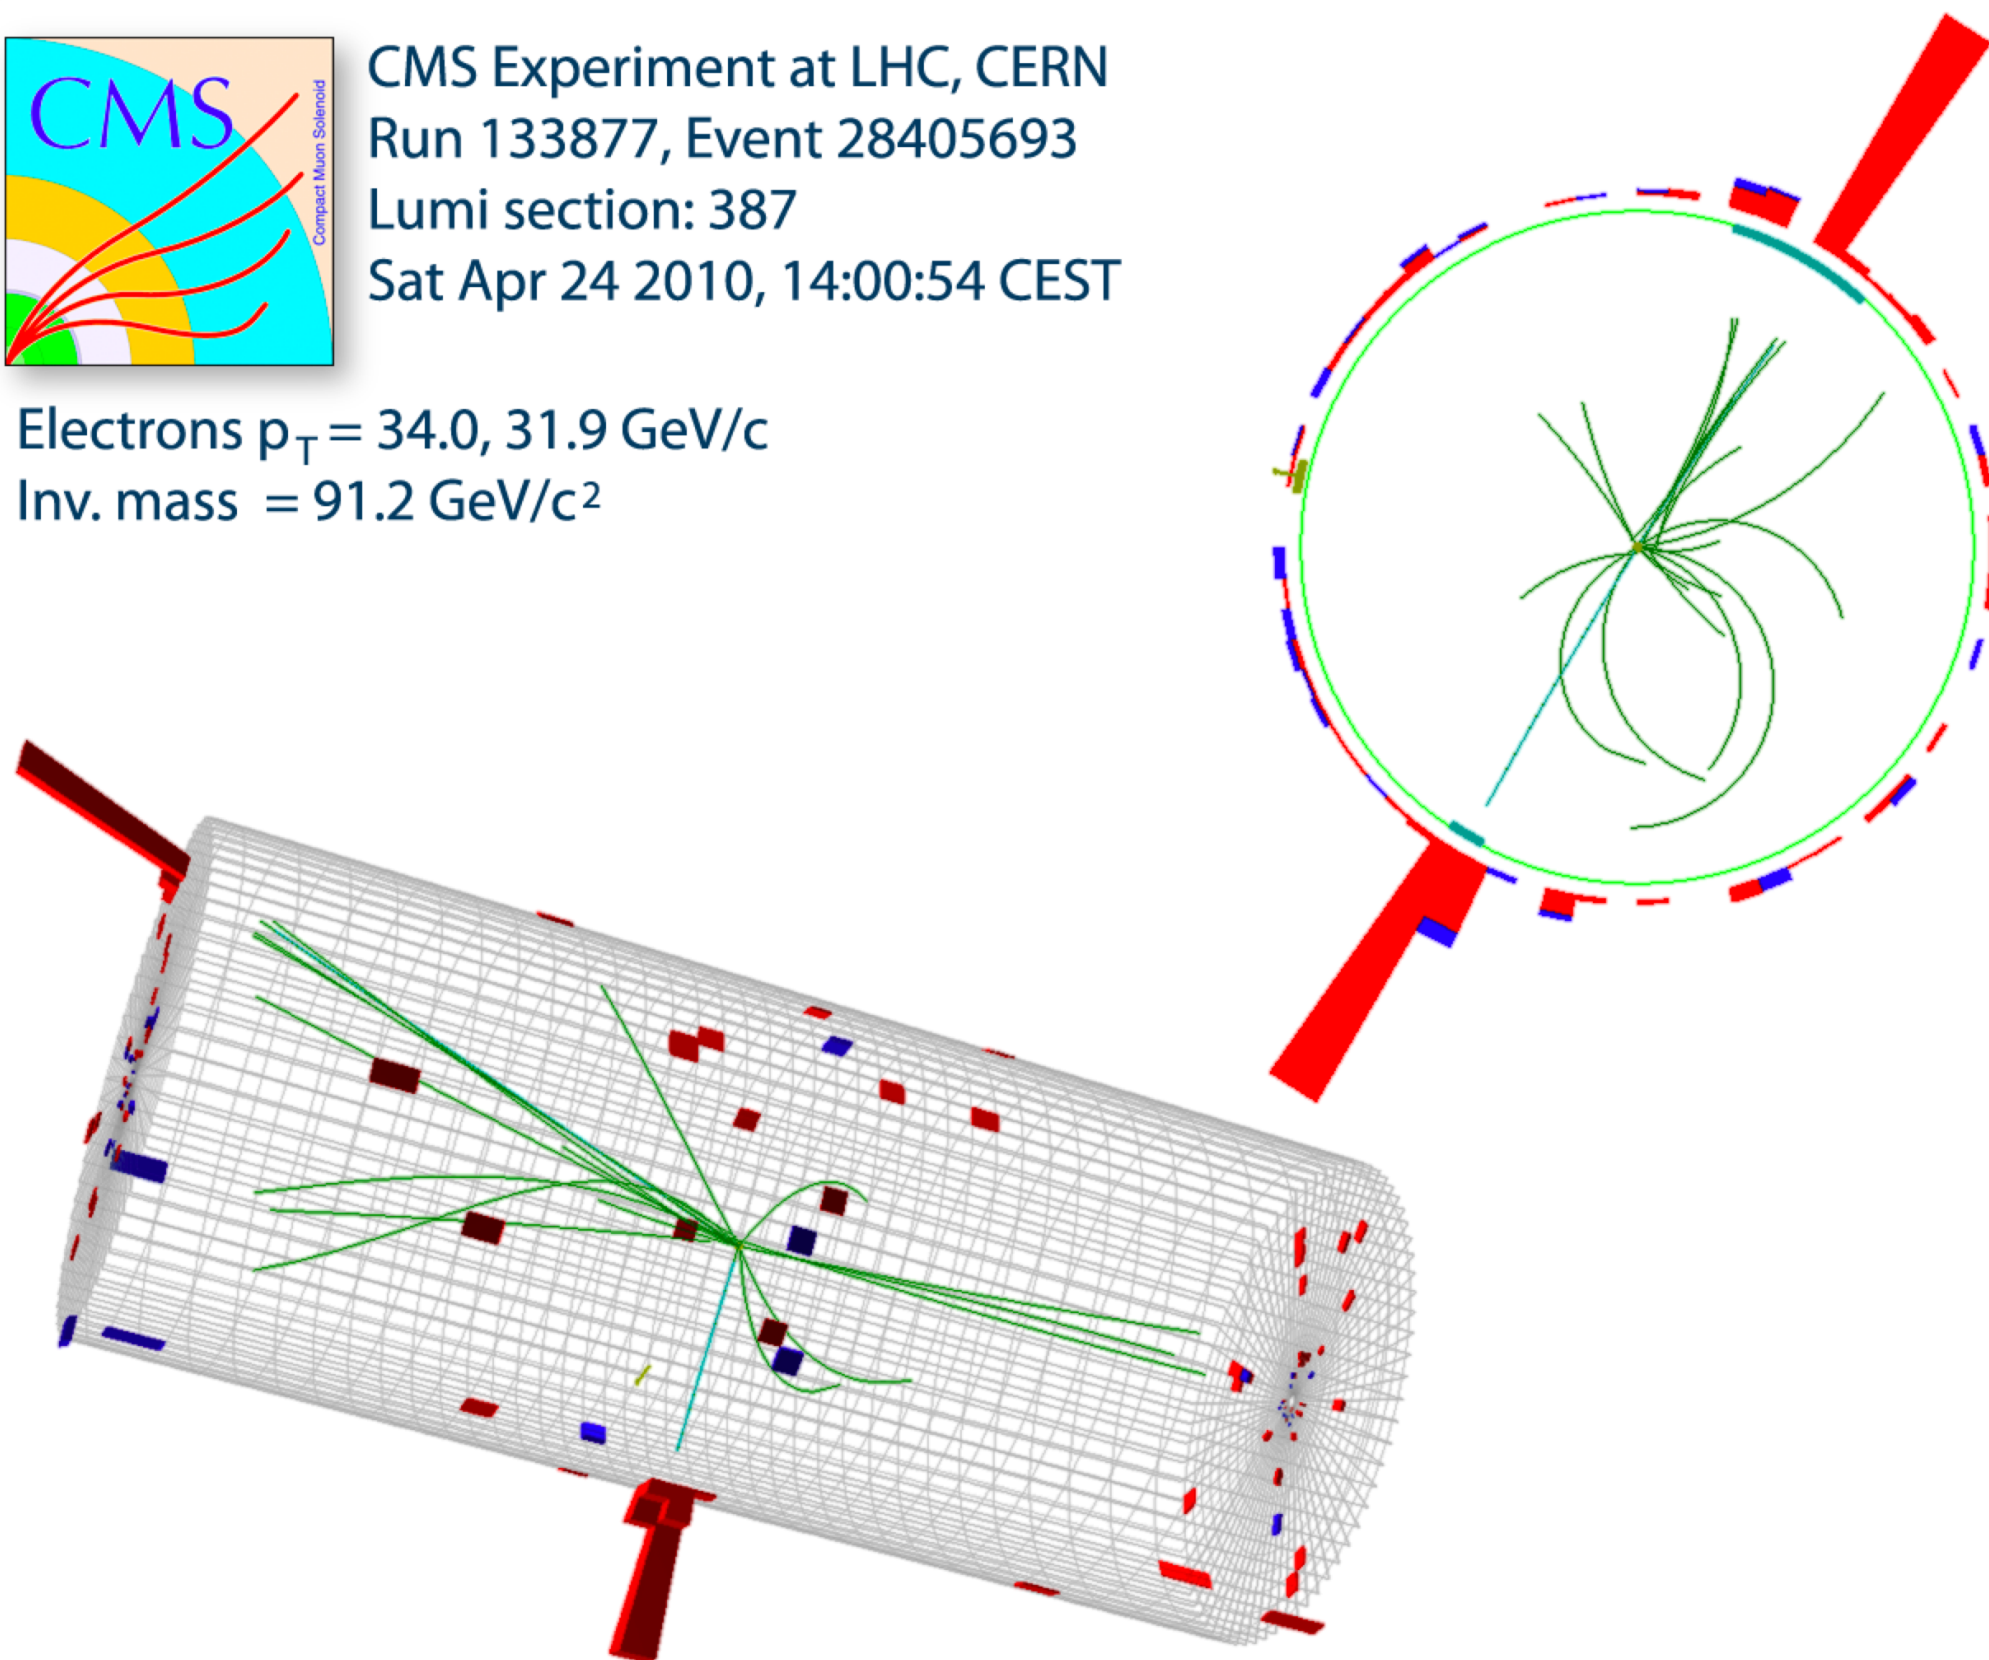 CMS
Compact Muon Solenoid
CMS Experiment at LHC, CERN
Run 133877, Event 28405693
Lumi section: 387
Sat Apr 24 2010, 14:00:54 CEST
Electrons p_T = 34.0, 31.9 GeV/c
Inv. mass = 91.2 GeV/c²